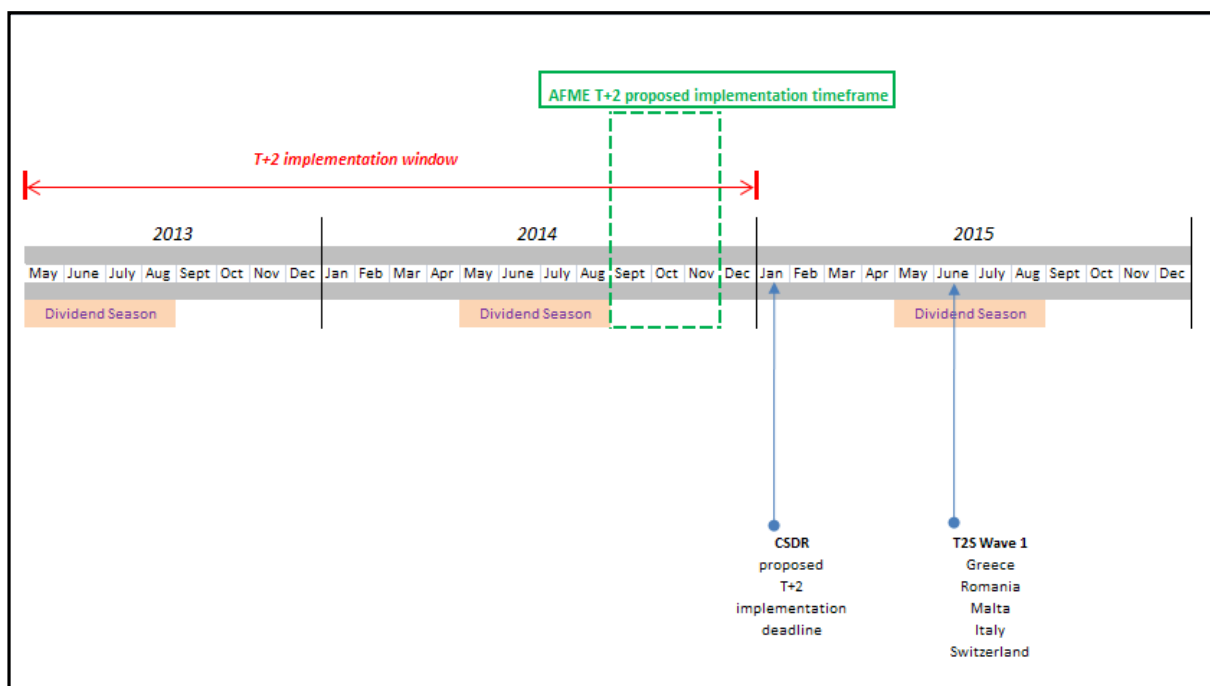 AFME T+2 proposed implementation timeframe
T+2 implementation window
2013 2014 2015
May June July Aug Sept Oct Nov Dec Jan Feb Mar Apr May June July Aug Sept Oct Nov Dec Jan Feb Mar Apr May June July Aug Sept Oct Nov Dec
Dividend Season Dividend Season Dividend Season
CSDR
proposed
T+2
implementation
deadline
T2S Wave 1
Greece
Romania
Malta
Italy
Switzerland